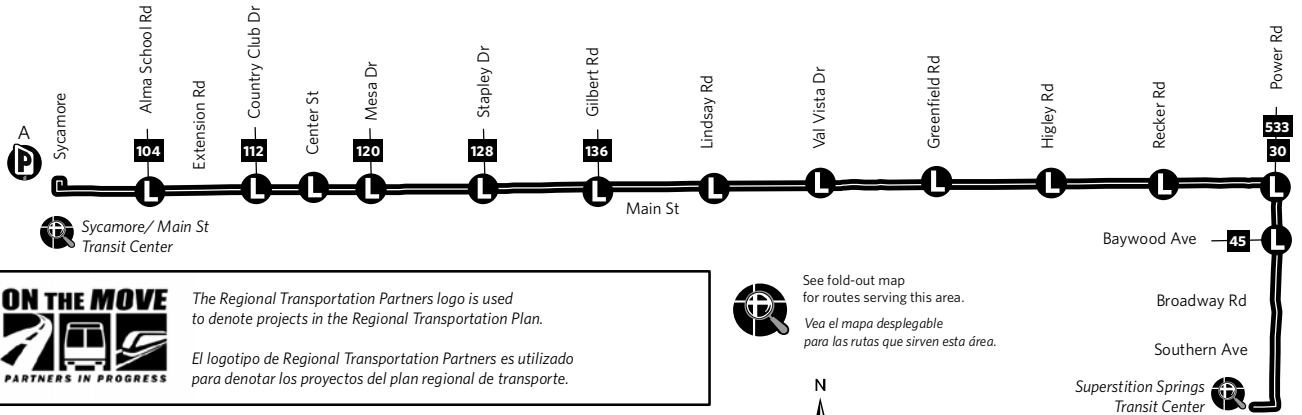 A
P
Sycamore
Alma School Rd
Extension Rd
Country Club Dr
Center St
Mesa Dr
Stapley Dr
Gilbert Rd
Lindsay Rd
Val Vista Dr
Greenfield Rd
Higley Rd
Recker Rd
Power Rd
104
112
120
128
136
533
30
L
L
L
L
L
L
L
L
L
L
L
L
Main St
Sycamore/ Main St
Transit Center
Baywood Ave
45
L
Broadway Rd
Southern Ave
Superstition Springs
Transit Center
ON THE MOVE
PARTNERS IN PROGRESS
The Regional Transportation Partners logo is used
to denote projects in the Regional Transportation Plan.
El logotipo de Regional Transportation Partners es utilizado
para denotar los proyectos del plan regional de transporte.
See fold-out map
for routes serving this area.
Vea el mapa desplegable
para las rutas que sirven esta área.
N